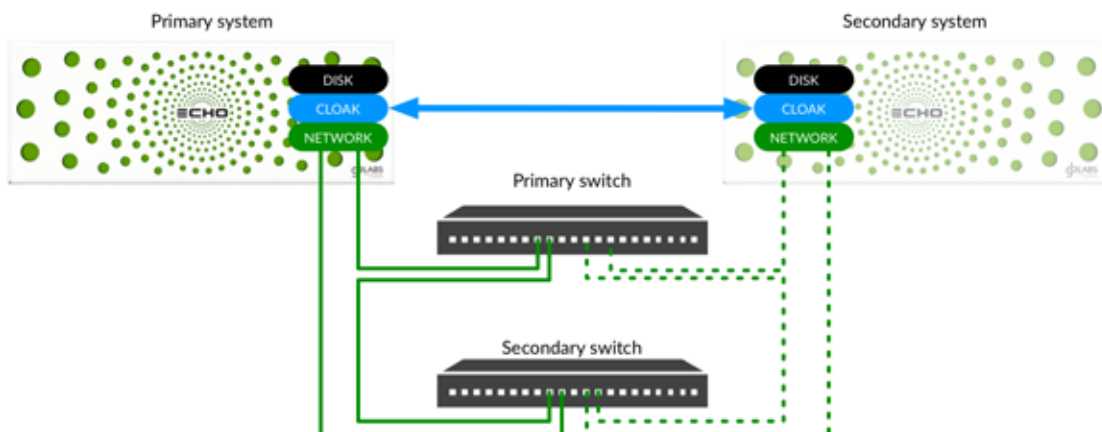 Primary system
Secondary system
DISK
CLOAK
NETWORK
ECHO
DISK
CLOAK
NETWORK
ECHO
Primary switch
Secondary switch